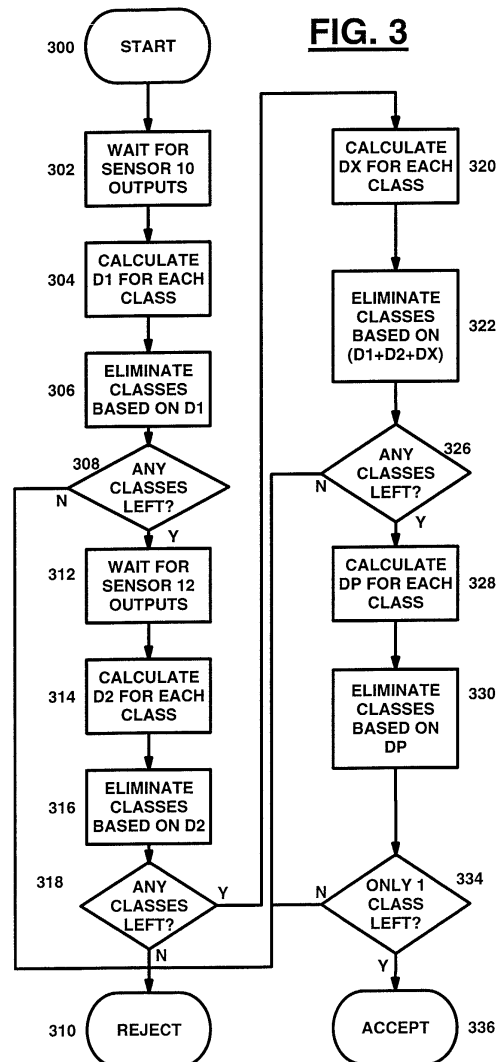 FIG. 3
300
START
302
WAIT FOR
SENSOR 10
OUTPUTS
304
CALCULATE
D1 FOR EACH
CLASS
306
ELIMINATE
CLASSES
BASED ON D1
308
ANY
CLASSES
LEFT?
N
Y
312
WAIT FOR
SENSOR 12
OUTPUTS
314
CALCULATE
D2 FOR EACH
CLASS
316
ELIMINATE
CLASSES
BASED ON D2
318
ANY
CLASSES
LEFT?
Y
N
310
REJECT
CALCULATE
DX FOR EACH
CLASS
320
ELIMINATE
CLASSES
BASED ON
(D1+D2+DX)
322
326
ANY
CLASSES
LEFT?
N
Y
CALCULATE
DP FOR EACH
CLASS
328
ELIMINATE
CLASSES
BASED ON
DP
330
N
ONLY 1
CLASS
LEFT?
334
Y
ACCEPT
336